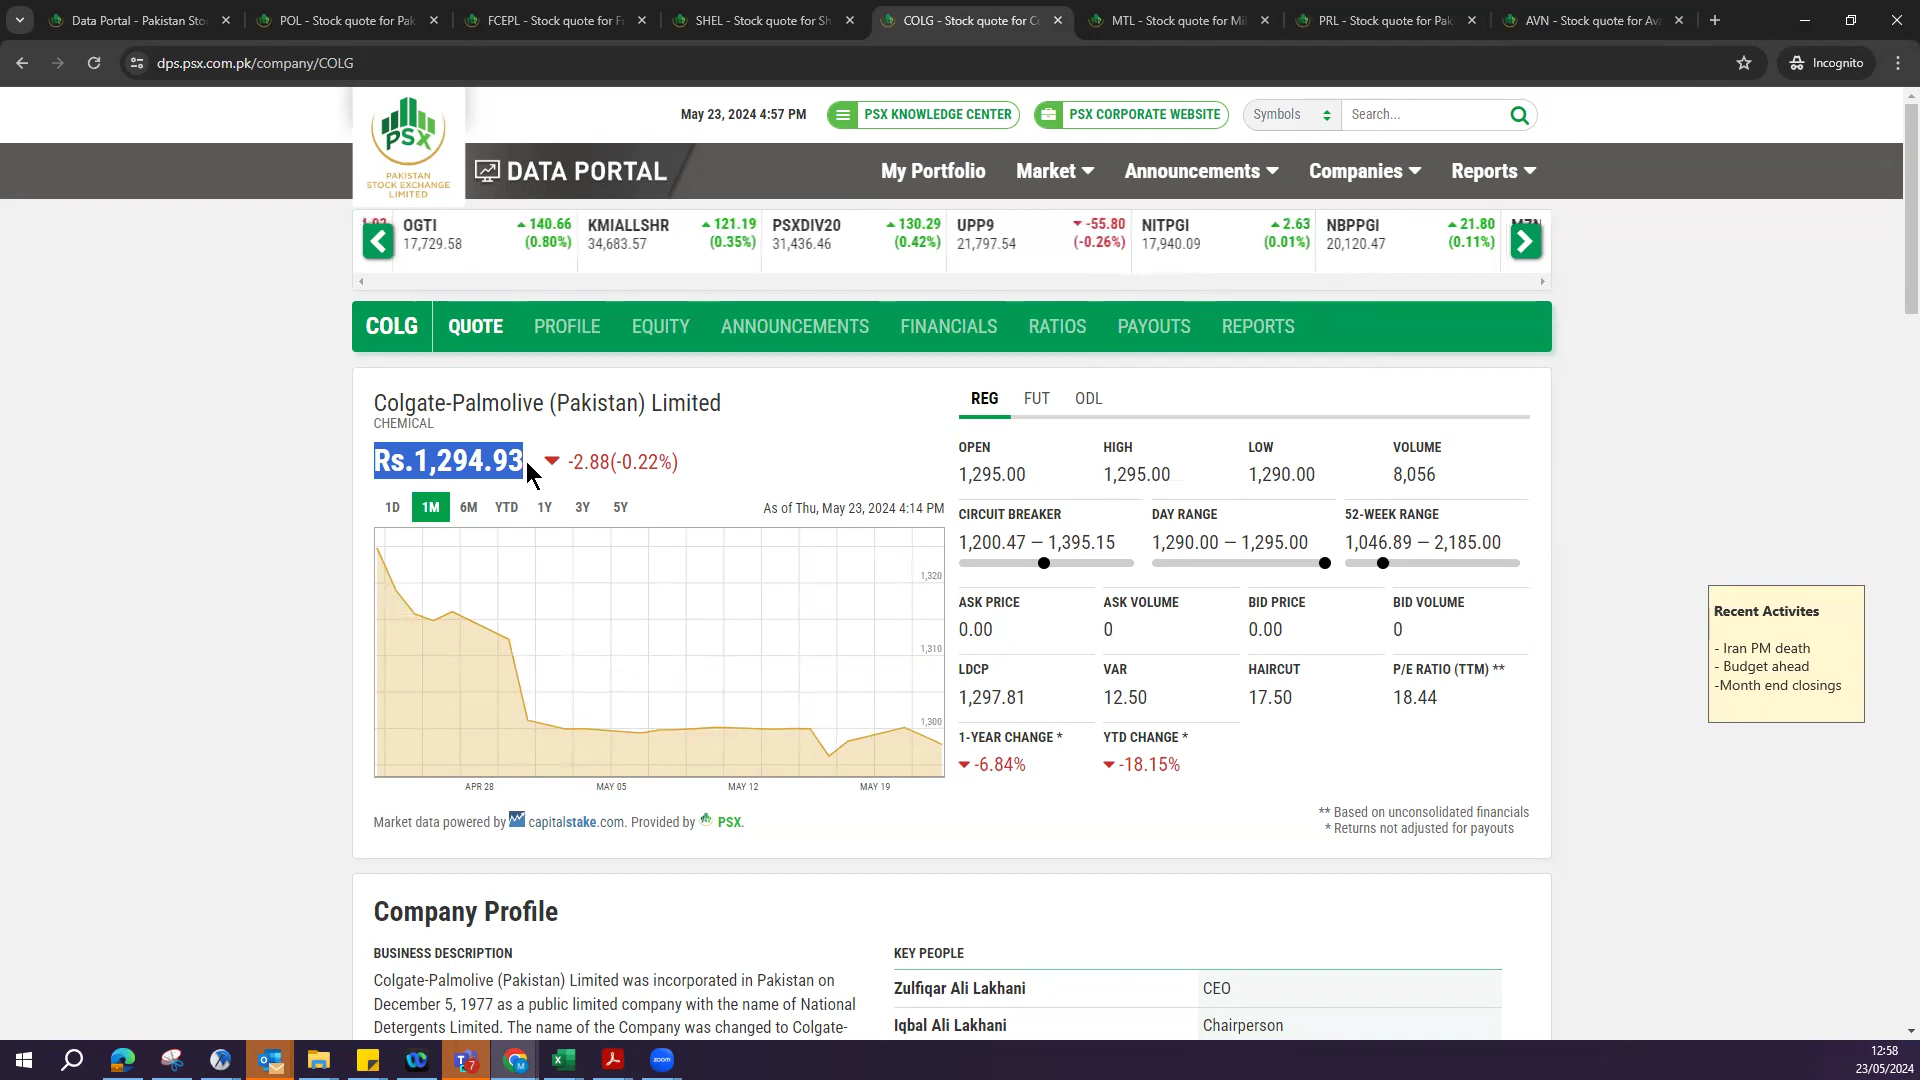 Data Portal - Pakistan Sto
POL - Stock quote for Pak
FCEPL - Stock quote for F
SHEL - Stock quote for Sh
COLG - Stock quote for C
MTL - Stock quote for Mi
PRL - Stock quote for Pak
AVN - Stock quote for Av
dps.psx.com.pk/company/COLG
Incognito
PSX
PAKISTAN
STOCK EXCHANGE
LIMITED
May 23, 2024 4:57 PM
PSX KNOWLEDGE CENTER
PSX CORPORATE WEBSITE
Symbols
Search...
DATA PORTAL
My Portfolio
Market
Announcements
Companies
Reports
OGTI 140.66
17,729.58 (0.80%)
KMIALLSHR 121.19
34,683.57 (0.35%)
PSXDIV20 130.29
31,436.46 (0.42%)
UPP9 -55.80
21,797.54 (-0.26%)
NITPGI 2.63
17,940.09 (0.01%)
NBPPGI 21.80
20,120.47 (0.11%)
COLG QUOTE PROFILE EQUITY ANNOUNCEMENTS FINANCIALS RATIOS PAYOUTS REPORTS
Colgate-Palmolive (Pakistan) Limited
CHEMICAL
Rs.1,294.93 -2.88(-0.22%)
1D 1M 6M YTD 1Y 3Y 5Y
As of Thu, May 23, 2024 4:14 PM
1,320
1,310
1,300
APR 28 MAY 05 MAY 12 MAY 19
Market data powered by capitalstake.com. Provided by PSX.
REG FUT ODL
OPEN HIGH LOW VOLUME
1,295.00 1,295.00 1,290.00 8,056
CIRCUIT BREAKER DAY RANGE 52-WEEK RANGE
1,200.47 — 1,395.15 1,290.00 — 1,295.00 1,046.89 — 2,185.00
ASK PRICE ASK VOLUME BID PRICE BID VOLUME
0.00 0 0.00 0
LDCP VAR HAIRCUT P/E RATIO (TTM) **
1,297.81 12.50 17.50 18.44
1-YEAR CHANGE * YTD CHANGE *
-6.84% -18.15%
** Based on unconsolidated financials
* Returns not adjusted for payouts
Recent Activites
- Iran PM death
- Budget ahead
-Month end closings
Company Profile
BUSINESS DESCRIPTION
Colgate-Palmolive (Pakistan) Limited was incorporated in Pakistan on
December 5, 1977 as a public limited company with the name of National
Detergents Limited. The name of the Company was changed to Colgate-
KEY PEOPLE
Zulfiqar Ali Lakhani CEO
Iqbal Ali Lakhani Chairperson
7
zoom
12:58
23/05/2024